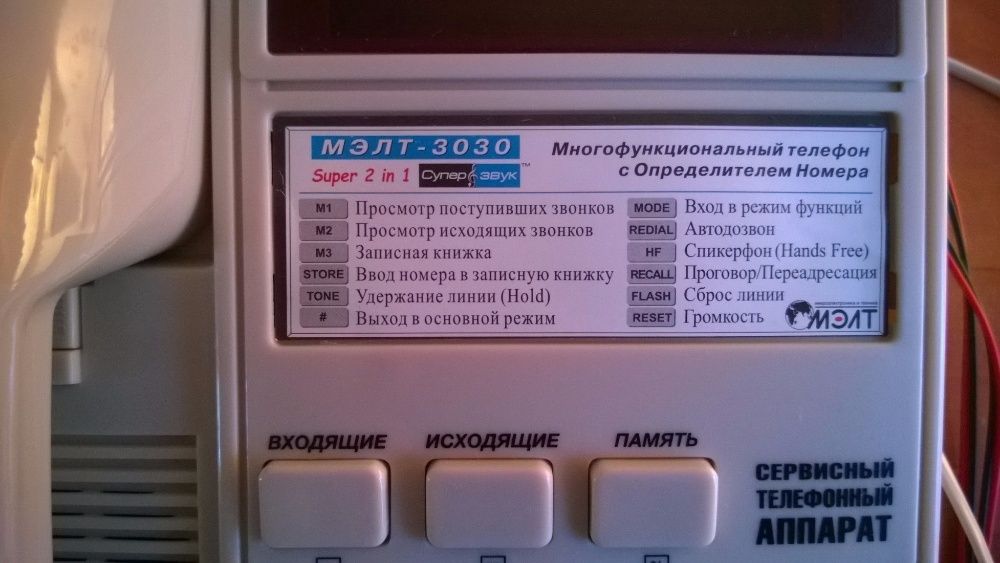 МЭЛТ-3030
Super 2 in 1 Супер звук™
Многофункциональный телефон
с Определителем Номера
M1 Просмотр поступивших звонков
M2 Просмотр исходящих звонков
M3 Записная книжка
STORE Ввод номера в записную книжку
TONE Удержание линии (Hold)
# Выход в основной режим
MODE Вход в режим функций
REDIAL Автодозвон
HF Спикерфон (Hands Free)
RECALL Проговор/Переадресация
FLASH Сброс линии
RESET Громкость
МЭЛТ
ВХОДЯЩИЕ ИСХОДЯЩИЕ ПАМЯТЬ
СЕРВИСНЫЙ
ТЕЛЕФОННЫЙ
АППАРАТ